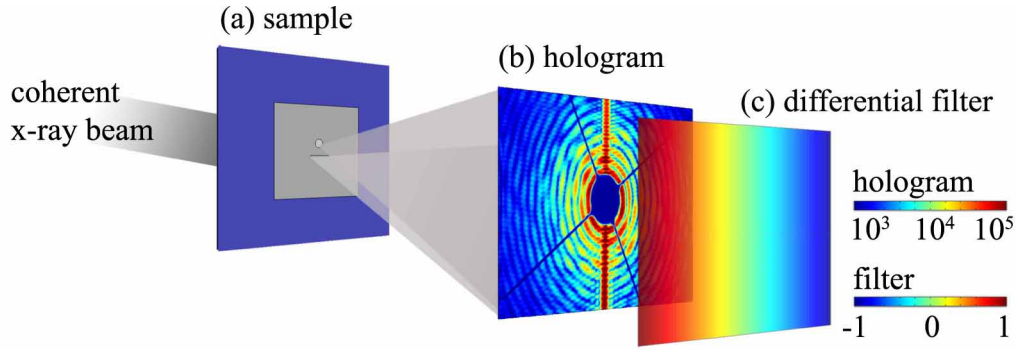 (a) sample
(b) hologram
coherent
x-ray beam
(c) differential filter
hologram
10³ 10⁴ 10⁵
filter
-1 0 1